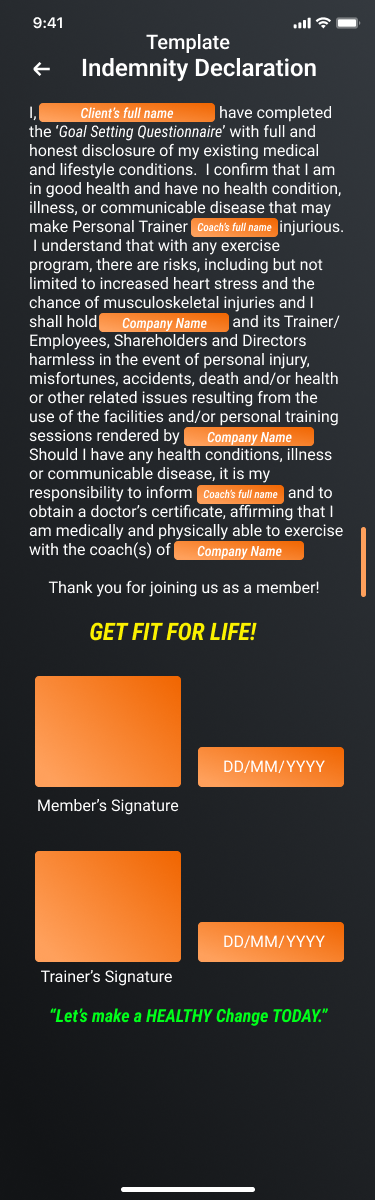 9:41
Template
Indemnity Declaration
I, Client's full name have completed
the ‘Goal Setting Questionnaire’ with full and
honest disclosure of my existing medical
and lifestyle conditions. I confirm that I am
in good health and have no health condition,
illness, or communicable disease that may
make Personal Trainer Coach's full name injurious.
I understand that with any exercise
program, there are risks, including but not
limited to increased heart stress and the
chance of musculoskeletal injuries and I
shall hold Company Name and its Trainer/
Employees, Shareholders and Directors
harmless in the event of personal injury,
misfortunes, accidents, death and/or health
or other related issues resulting from the
use of the facilities and/or personal training
sessions rendered by Company Name
Should I have any health conditions, illness
or communicable disease, it is my
responsibility to inform Coach's full name and to
obtain a doctor’s certificate, affirming that I
am medically and physically able to exercise
with the coach(s) of Company Name
Thank you for joining us as a member!
GET FIT FOR LIFE!
DD/MM/YYYY
Member’s Signature
DD/MM/YYYY
Trainer’s Signature
“Let’s make a HEALTHY Change TODAY.”